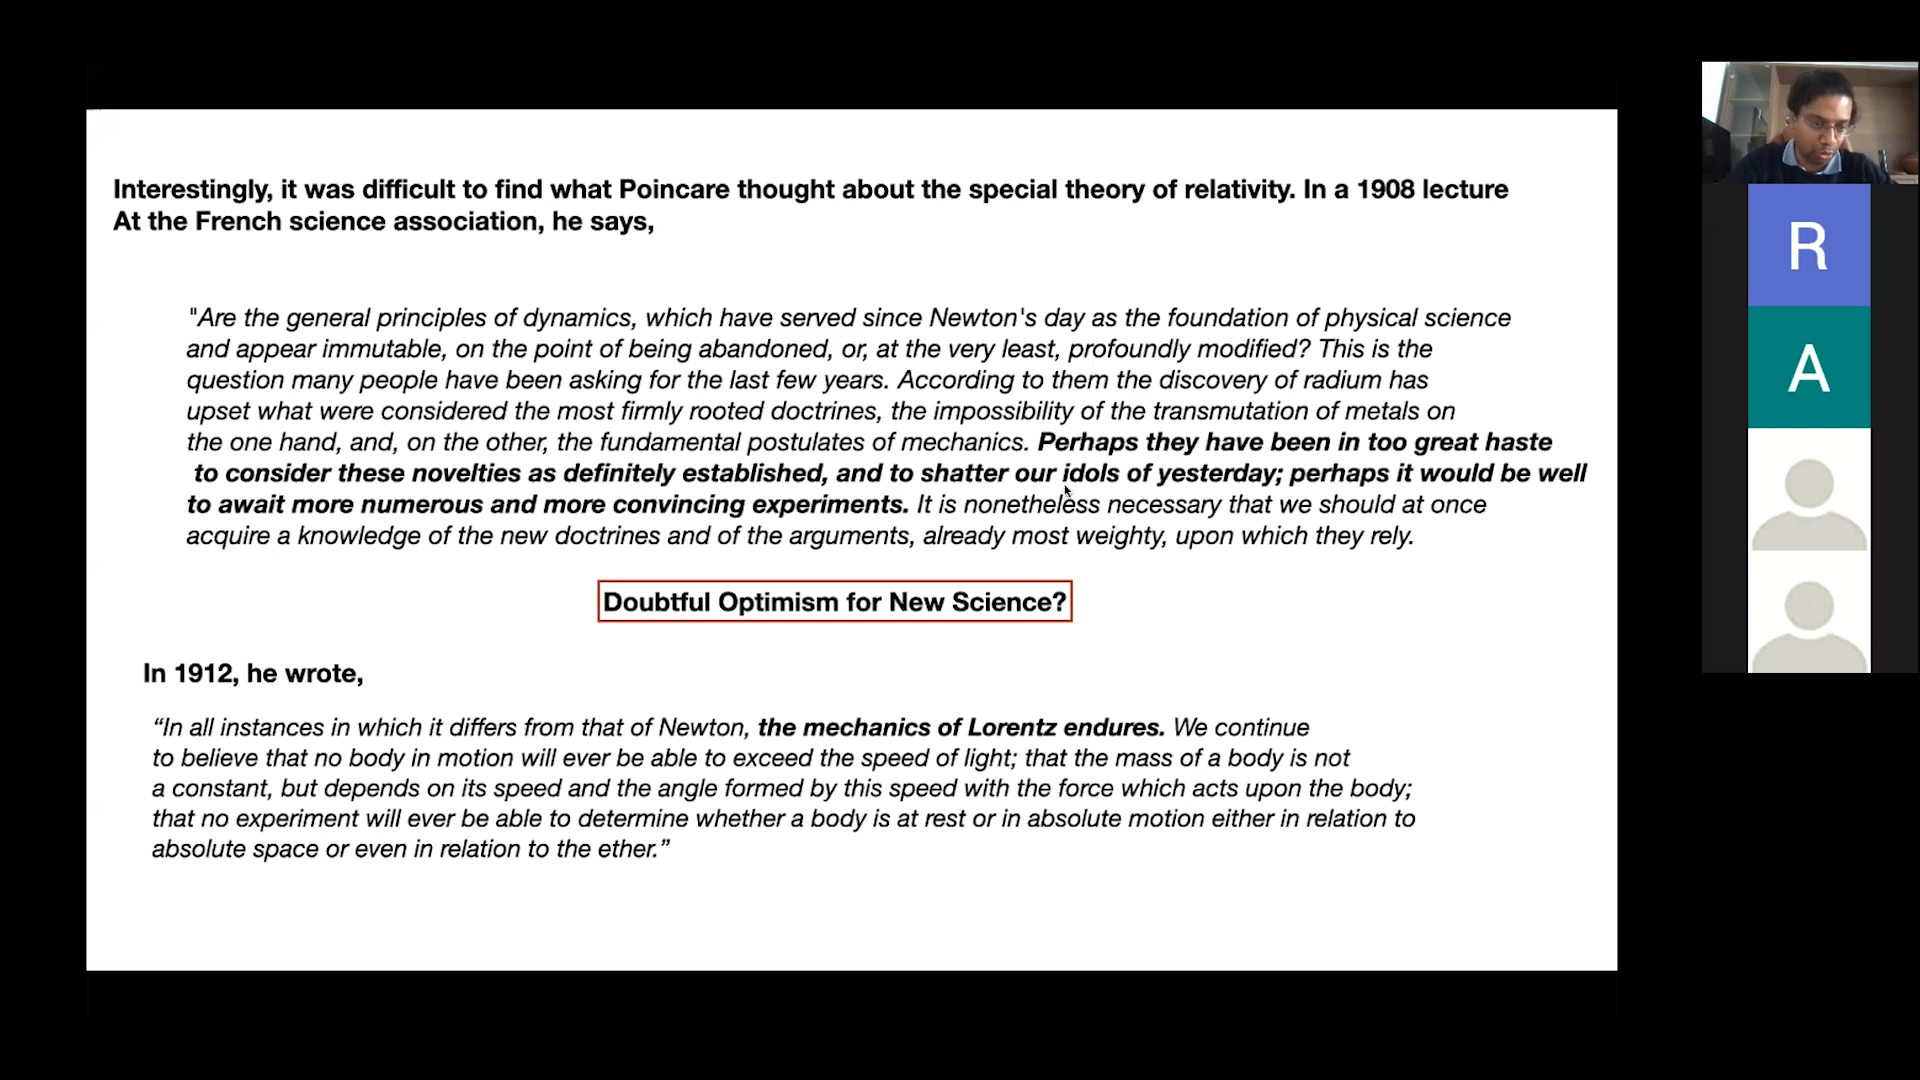 Interestingly, it was difficult to find what Poincare thought about the special theory of relativity. In a 1908 lecture
At the French science association, he says,
"Are the general principles of dynamics, which have served since Newton's day as the foundation of physical science
and appear immutable, on the point of being abandoned, or, at the very least, profoundly modified? This is the
question many people have been asking for the last few years. According to them the discovery of radium has
upset what were considered the most firmly rooted doctrines, the impossibility of the transmutation of metals on
the one hand, and, on the other, the fundamental postulates of mechanics. Perhaps they have been in too great haste
to consider these novelties as definitely established, and to shatter our idols of yesterday; perhaps it would be well
to await more numerous and more convincing experiments. It is nonetheless necessary that we should at once
acquire a knowledge of the new doctrines and of the arguments, already most weighty, upon which they rely.
Doubtful Optimism for New Science?
In 1912, he wrote,
“In all instances in which it differs from that of Newton, the mechanics of Lorentz endures. We continue
to believe that no body in motion will ever be able to exceed the speed of light; that the mass of a body is not
a constant, but depends on its speed and the angle formed by this speed with the force which acts upon the body;
that no experiment will ever be able to determine whether a body is at rest or in absolute motion either in relation to
absolute space or even in relation to the ether.”
R
A